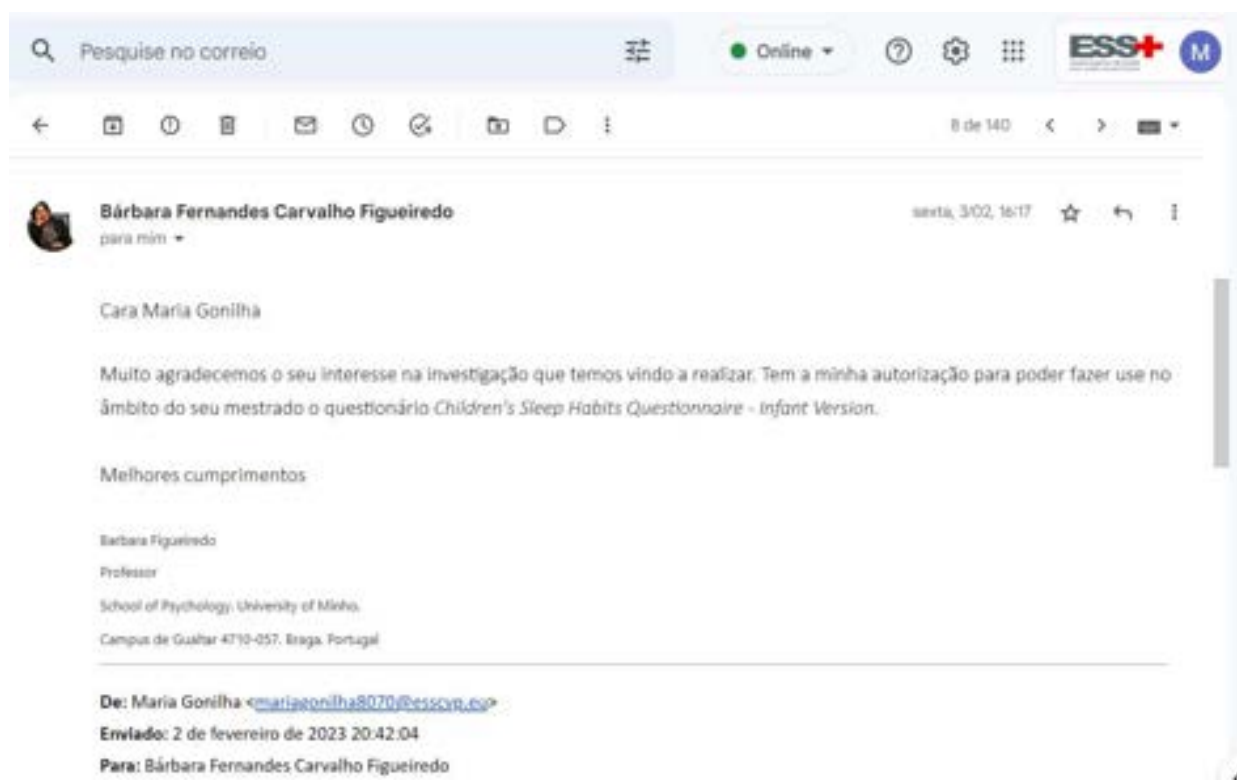 Pesquise no correio
Online
ESS+
M
8 de 140
Bárbara Fernandes Carvalho Figueiredo
sexta, 3/02, 16:17
para mim
Cara Maria Gonilha
Muito agradecemos o seu interesse na investigação que temos vindo a realizar. Tem a minha autorização para poder fazer use no
âmbito do seu mestrado o questionário Children's Sleep Habits Questionnaire - Infant Version.
Melhores cumprimentos
Barbara Figueiredo
Professor
School of Psychology. University of Minho.
Campus de Gualtar 4710-057. Braga. Portugal
De: Maria Gonilha <mariagonilha8070@esscvp.eu>
Enviado: 2 de fevereiro de 2023 20:42:04
Para: Bárbara Fernandes Carvalho Figueiredo